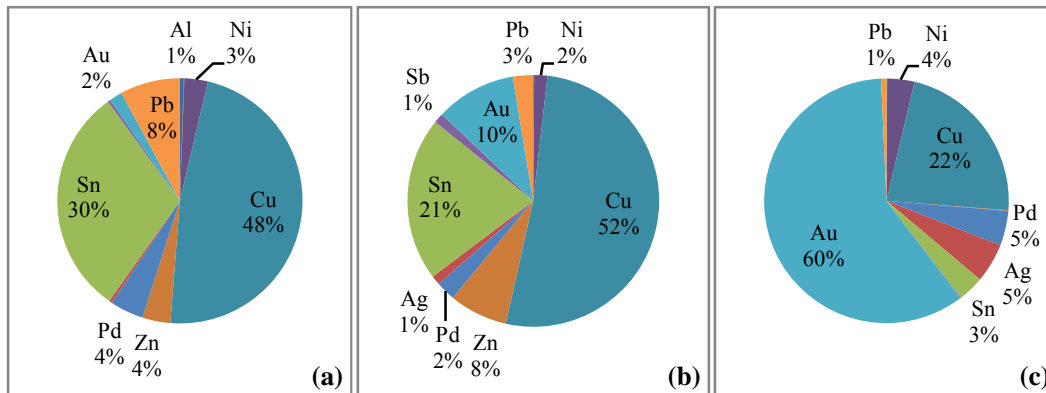 Al
1%
Ni
3%
Au
2%
Pb
8%
Sn
30%
Cu
48%
Pd
4%
Zn
4%
(a)
Pb
3%
Ni
2%
Sb
1%
Au
10%
Sn
21%
Cu
52%
Ag
1%
Pd
2%
Zn
8%
(b)
Pb
1%
Ni
4%
Cu
22%
Au
60%
Pd
5%
Ag
5%
Sn
3%
(c)